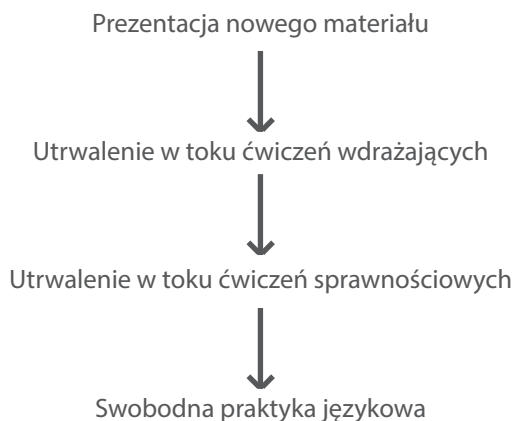 Prezentacja nowego materiału
Utrwalenie w toku ćwiczeń wdrażających
Utrwalenie w toku ćwiczeń sprawnościowych
Swobodna praktyka językowa